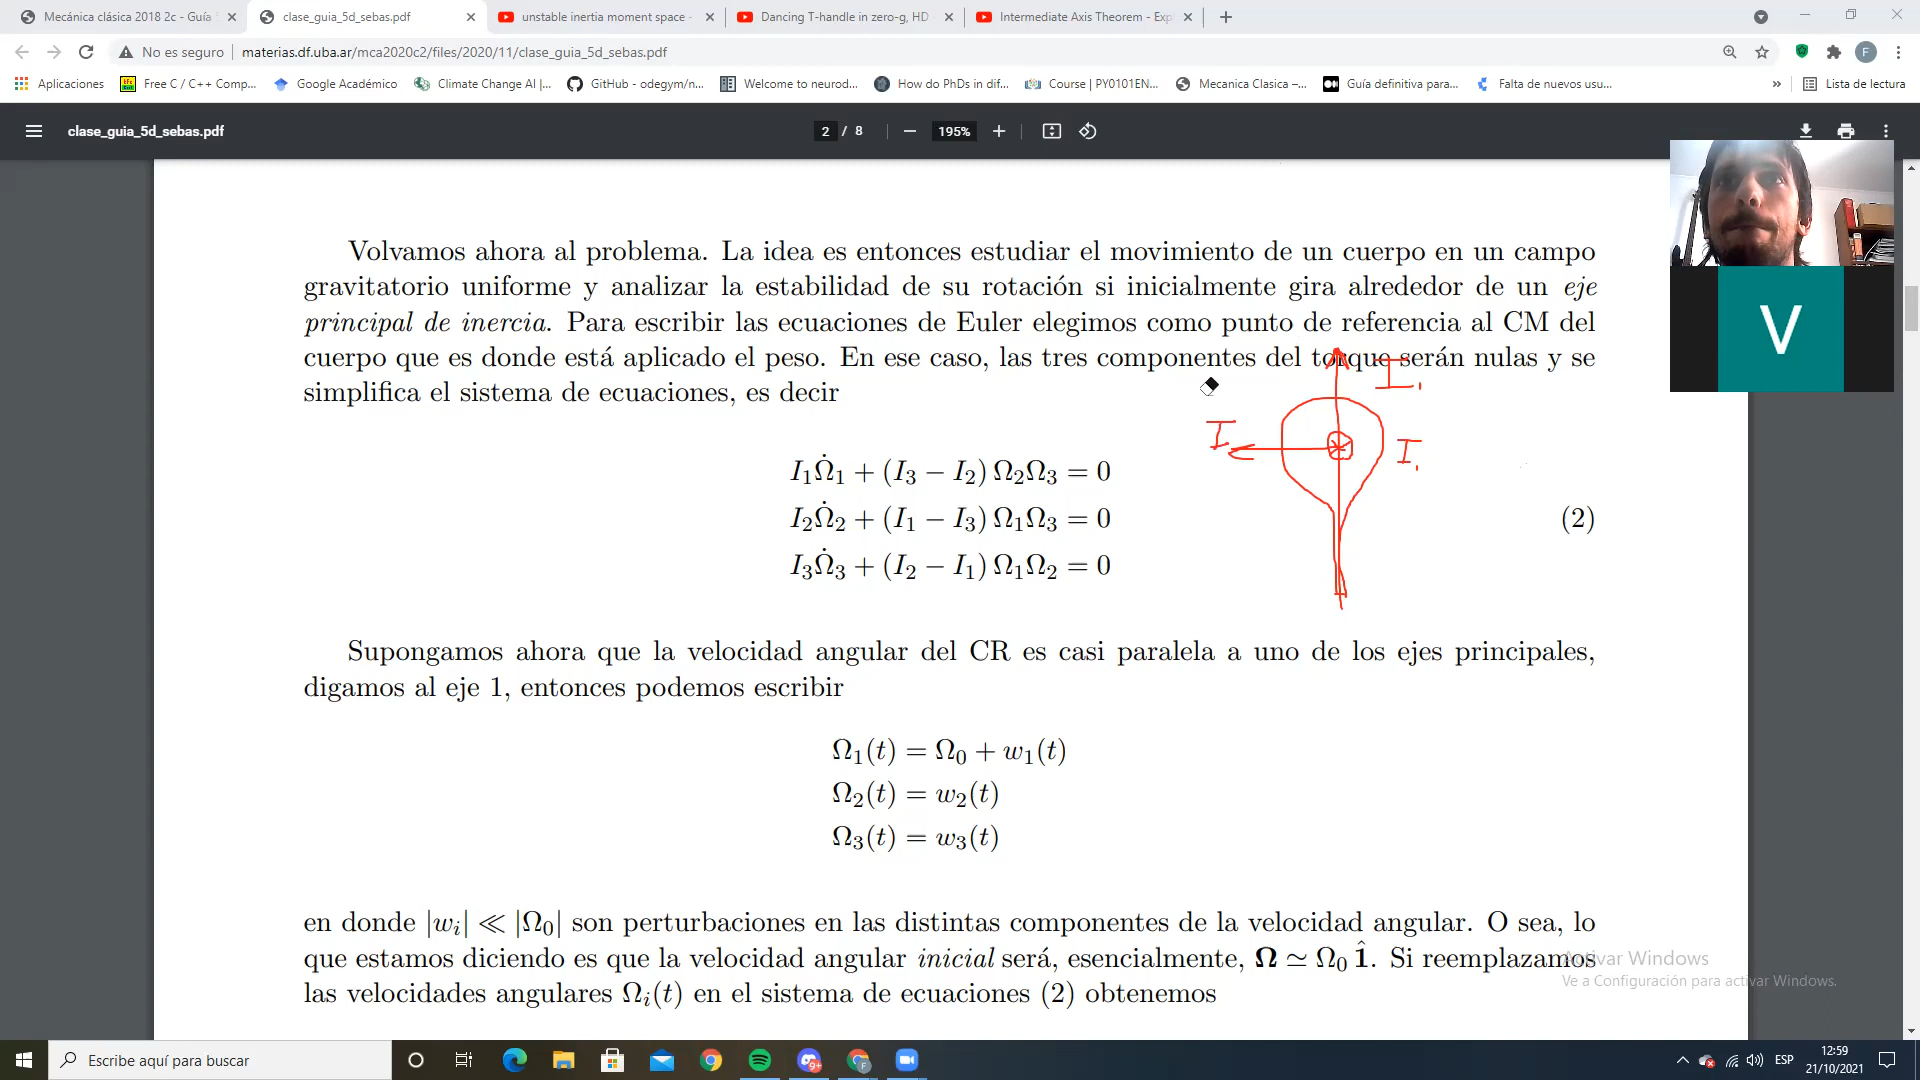 Mecánica clásica 2018 2c - Guía
clase_guia_5d_sebas.pdf
unstable inertia moment space -
Dancing T-handle in zero-g, HD
Intermediate Axis Theorem - Exp
No es seguro | materias.df.uba.ar/mca2020c2/files/2020/11/clase_guia_5d_sebas.pdf
F
Aplicaciones
Free C / C++ Comp...
Google Académico
Climate Change AI |...
GitHub - odegym/n...
Welcome to neurod...
How do PhDs in dif...
Course | PY0101EN...
Mecanica Clasica –...
Guía definitiva para...
Falta de nuevos usu...
»
Lista de lectura
clase_guia_5d_sebas.pdf
2 / 8
195%
Volvamos ahora al problema. La idea es entonces estudiar el movimiento de un cuerpo en un campo
gravitatorio uniforme y analizar la estabilidad de su rotación si inicialmente gira alrededor de un eje
principal de inercia. Para escribir las ecuaciones de Euler elegimos como punto de referencia al CM del
cuerpo que es donde está aplicado el peso. En ese caso, las tres componentes del torque serán nulas y se
simplifica el sistema de ecuaciones, es decir
I₁Ω̇₁ + (I₃ − I₂) Ω₂Ω₃ = 0
I₂Ω̇₂ + (I₁ − I₃) Ω₁Ω₃ = 0
(2)
I₃Ω̇₃ + (I₂ − I₁) Ω₁Ω₂ = 0
I
I
I
V
Supongamos ahora que la velocidad angular del CR es casi paralela a uno de los ejes principales,
digamos al eje 1, entonces podemos escribir
Ω₁(t) = Ω₀ + w₁(t)
Ω₂(t) = w₂(t)
Ω₃(t) = w₃(t)
en donde |wᵢ| ≪ |Ω₀| son perturbaciones en las distintas componentes de la velocidad angular. O sea, lo
que estamos diciendo es que la velocidad angular inicial será, esencialmente, Ω ≃ Ω₀ 1̂. Si reemplazamos
las velocidades angulares Ωᵢ(t) en el sistema de ecuaciones (2) obtenemos
Activar Windows
Ve a Configuración para activar Windows.
Escribe aquí para buscar
ESP
12:59
21/10/2021